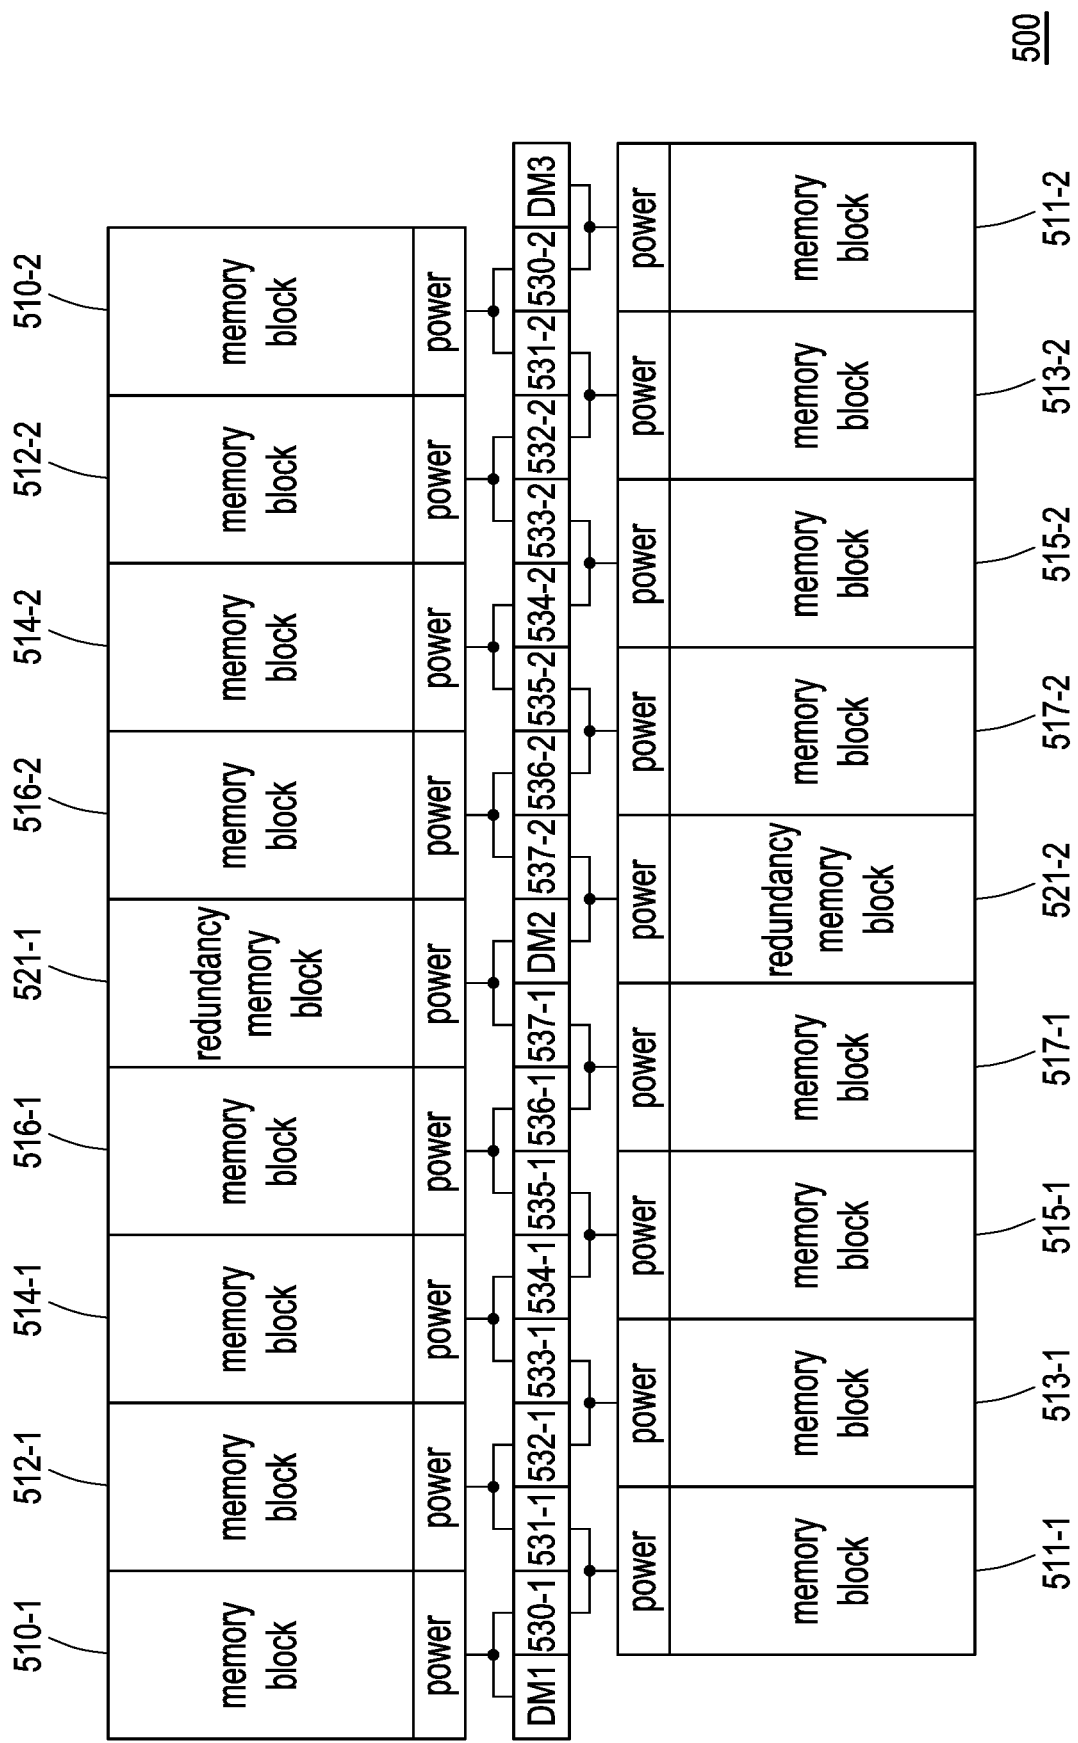 500
510-1
512-1
514-1
516-1
521-1
516-2
514-2
512-2
510-2
memory
block
memory
block
memory
block
memory
block
redundancy
memory
block
memory
block
memory
block
memory
block
memory
block
power
power
power
power
power
power
power
power
power
DM1
530-1
531-1
532-1
533-1
534-1
535-1
536-1
537-1
DM2
537-2
536-2
535-2
534-2
533-2
532-2
531-2
530-2
DM3
power
power
power
power
power
power
power
power
power
memory
block
memory
block
memory
block
memory
block
redundancy
memory
block
memory
block
memory
block
memory
block
memory
block
511-1
513-1
515-1
517-1
521-2
517-2
515-2
513-2
511-2